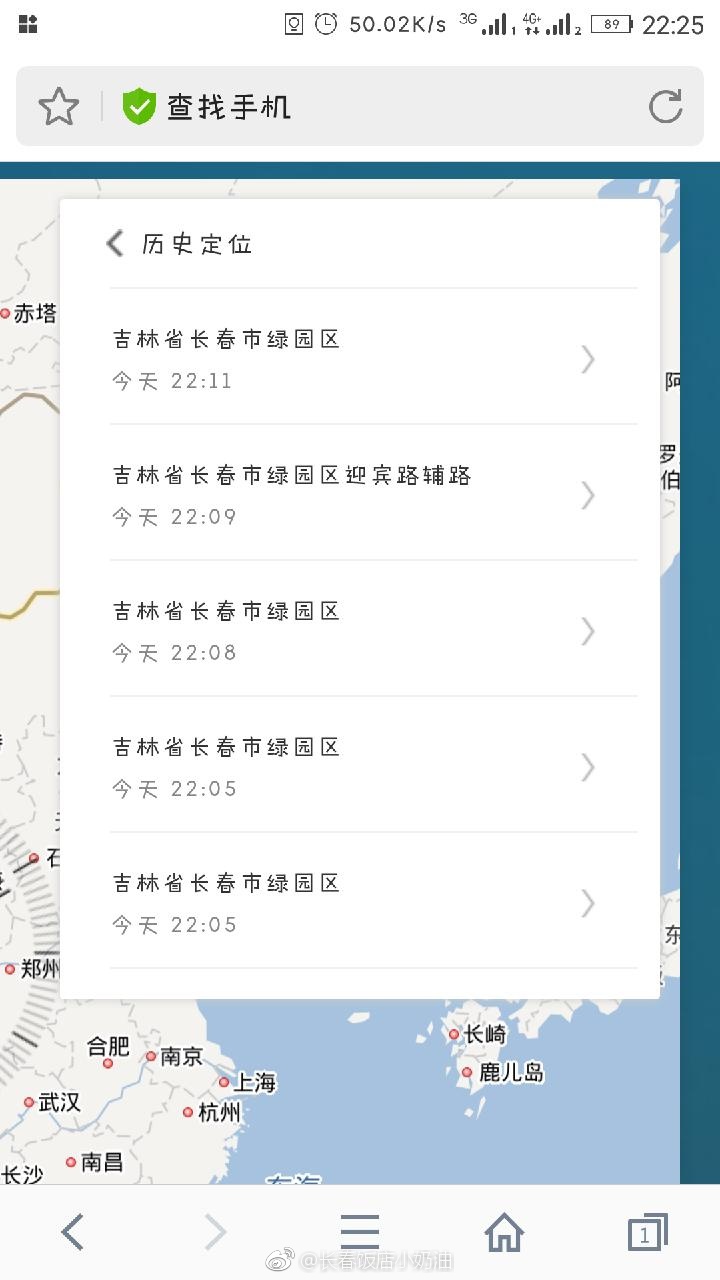 50.02K/s 3G 1 4G+ 2 89 22:25
查找手机
历史定位
赤塔
吉林省长春市绿园区
今天 22:11
阿
吉林省长春市绿园区迎宾路辅路
今天 22:09
罗
伯
吉林省长春市绿园区
今天 22:08
吉林省长春市绿园区
今天 22:05
石
吉林省长春市绿园区
今天 22:05
东
郑州
长崎
合肥
南京
鹿儿岛
上海
武汉
杭州
南昌
长沙
东海
1
@长春饭店小奶油